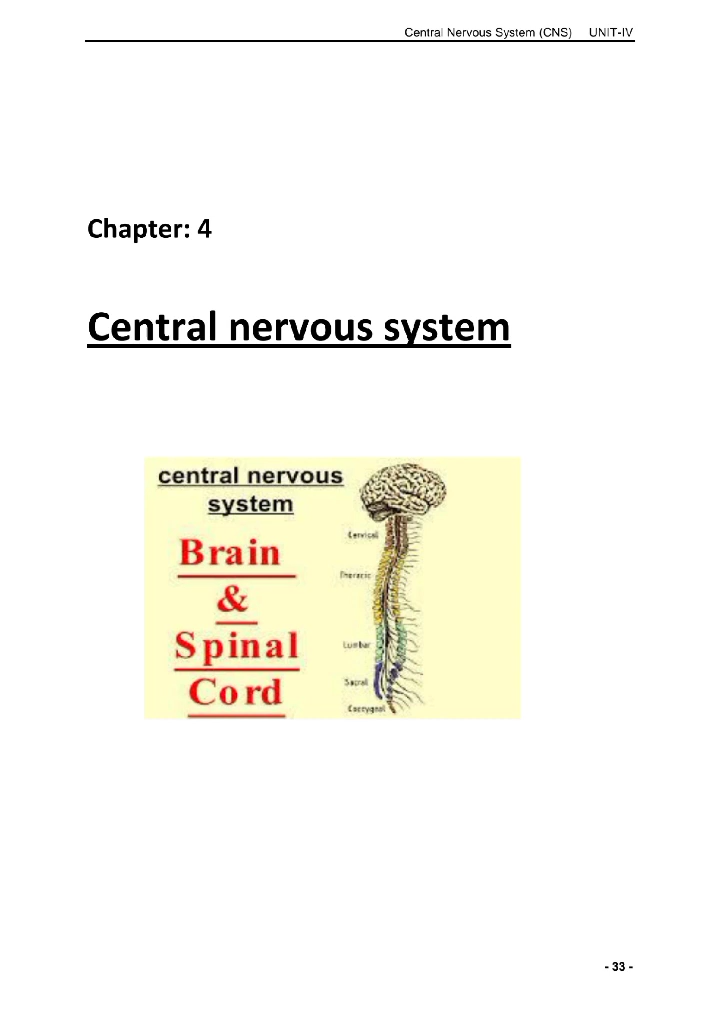 Central Nervous System (CNS) UNIT-IV
Chapter: 4
Central nervous system
central nervous
system
Brain
&
Spinal
Cord
Cervical
Thoracic
Lumbar
Sacral
Coccygeal
- 33 -